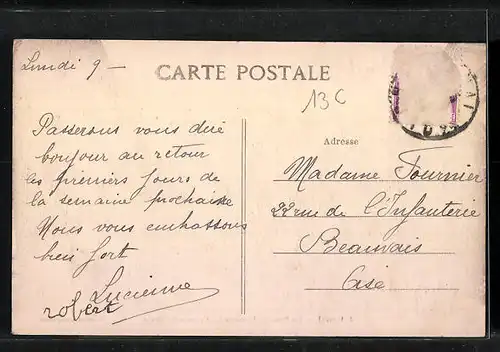 Lundi 9 —
CARTE POSTALE
13 C
Passerons vous dire
bonjour au retour
les premiers jours de
la semaine prochaine
Nous vous embrassons
bien fort
Lucienne
robert
Adresse
Madame Fournier
22 rue de l'Infanterie
Beauvais
Oise